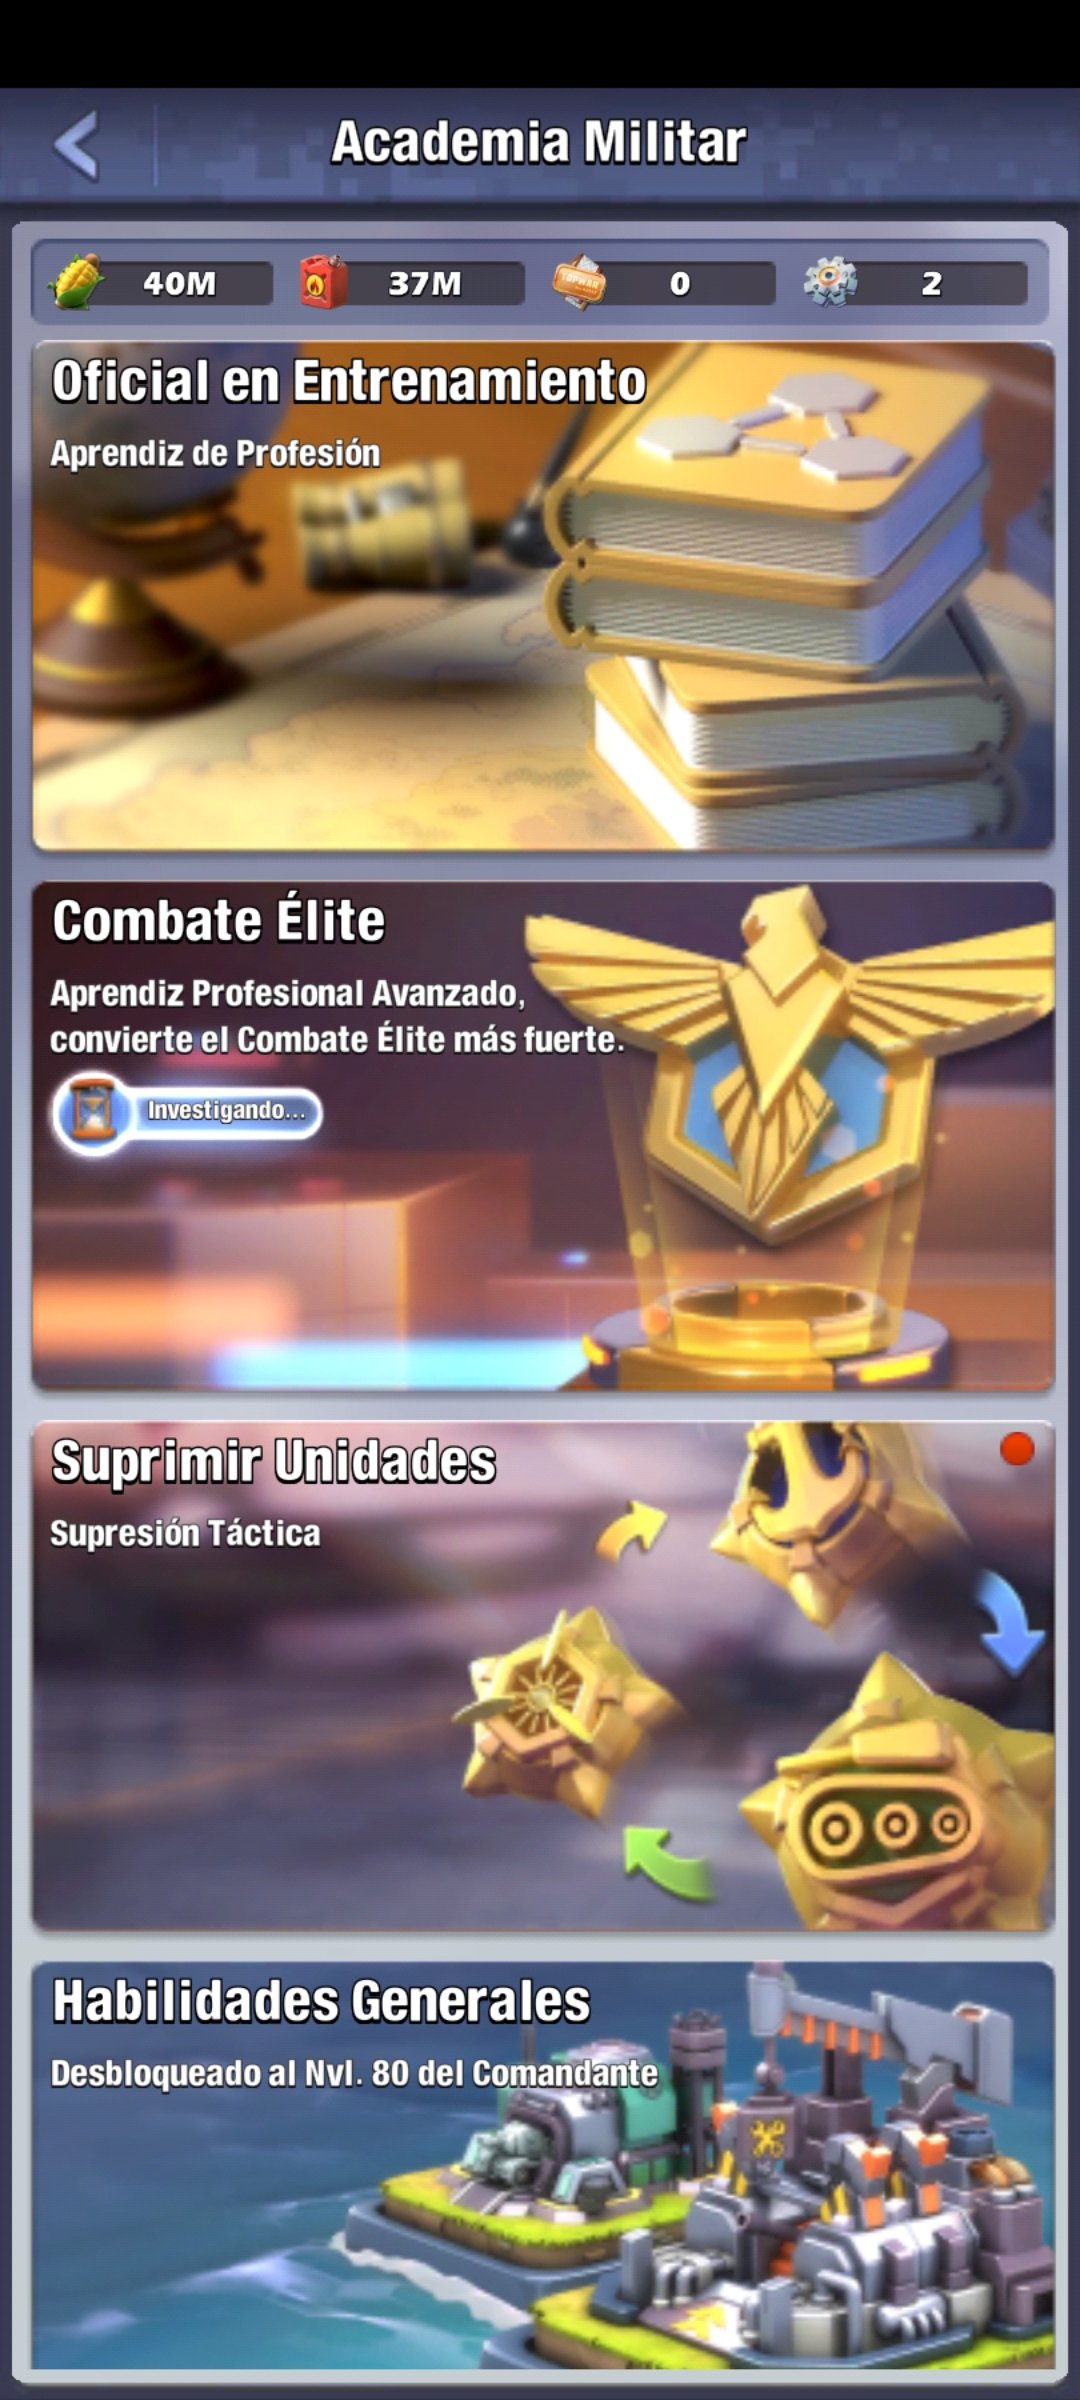 Academia Militar
40M
37M
TOPWAR
0
2
Oficial en Entrenamiento
Aprendiz de Profesión
Combate Élite
Aprendiz Profesional Avanzado,
convierte el Combate Élite más fuerte.
Investigando...
Suprimir Unidades
Supresión Táctica
Habilidades Generales
Desbloqueado al Nvl. 80 del Comandante